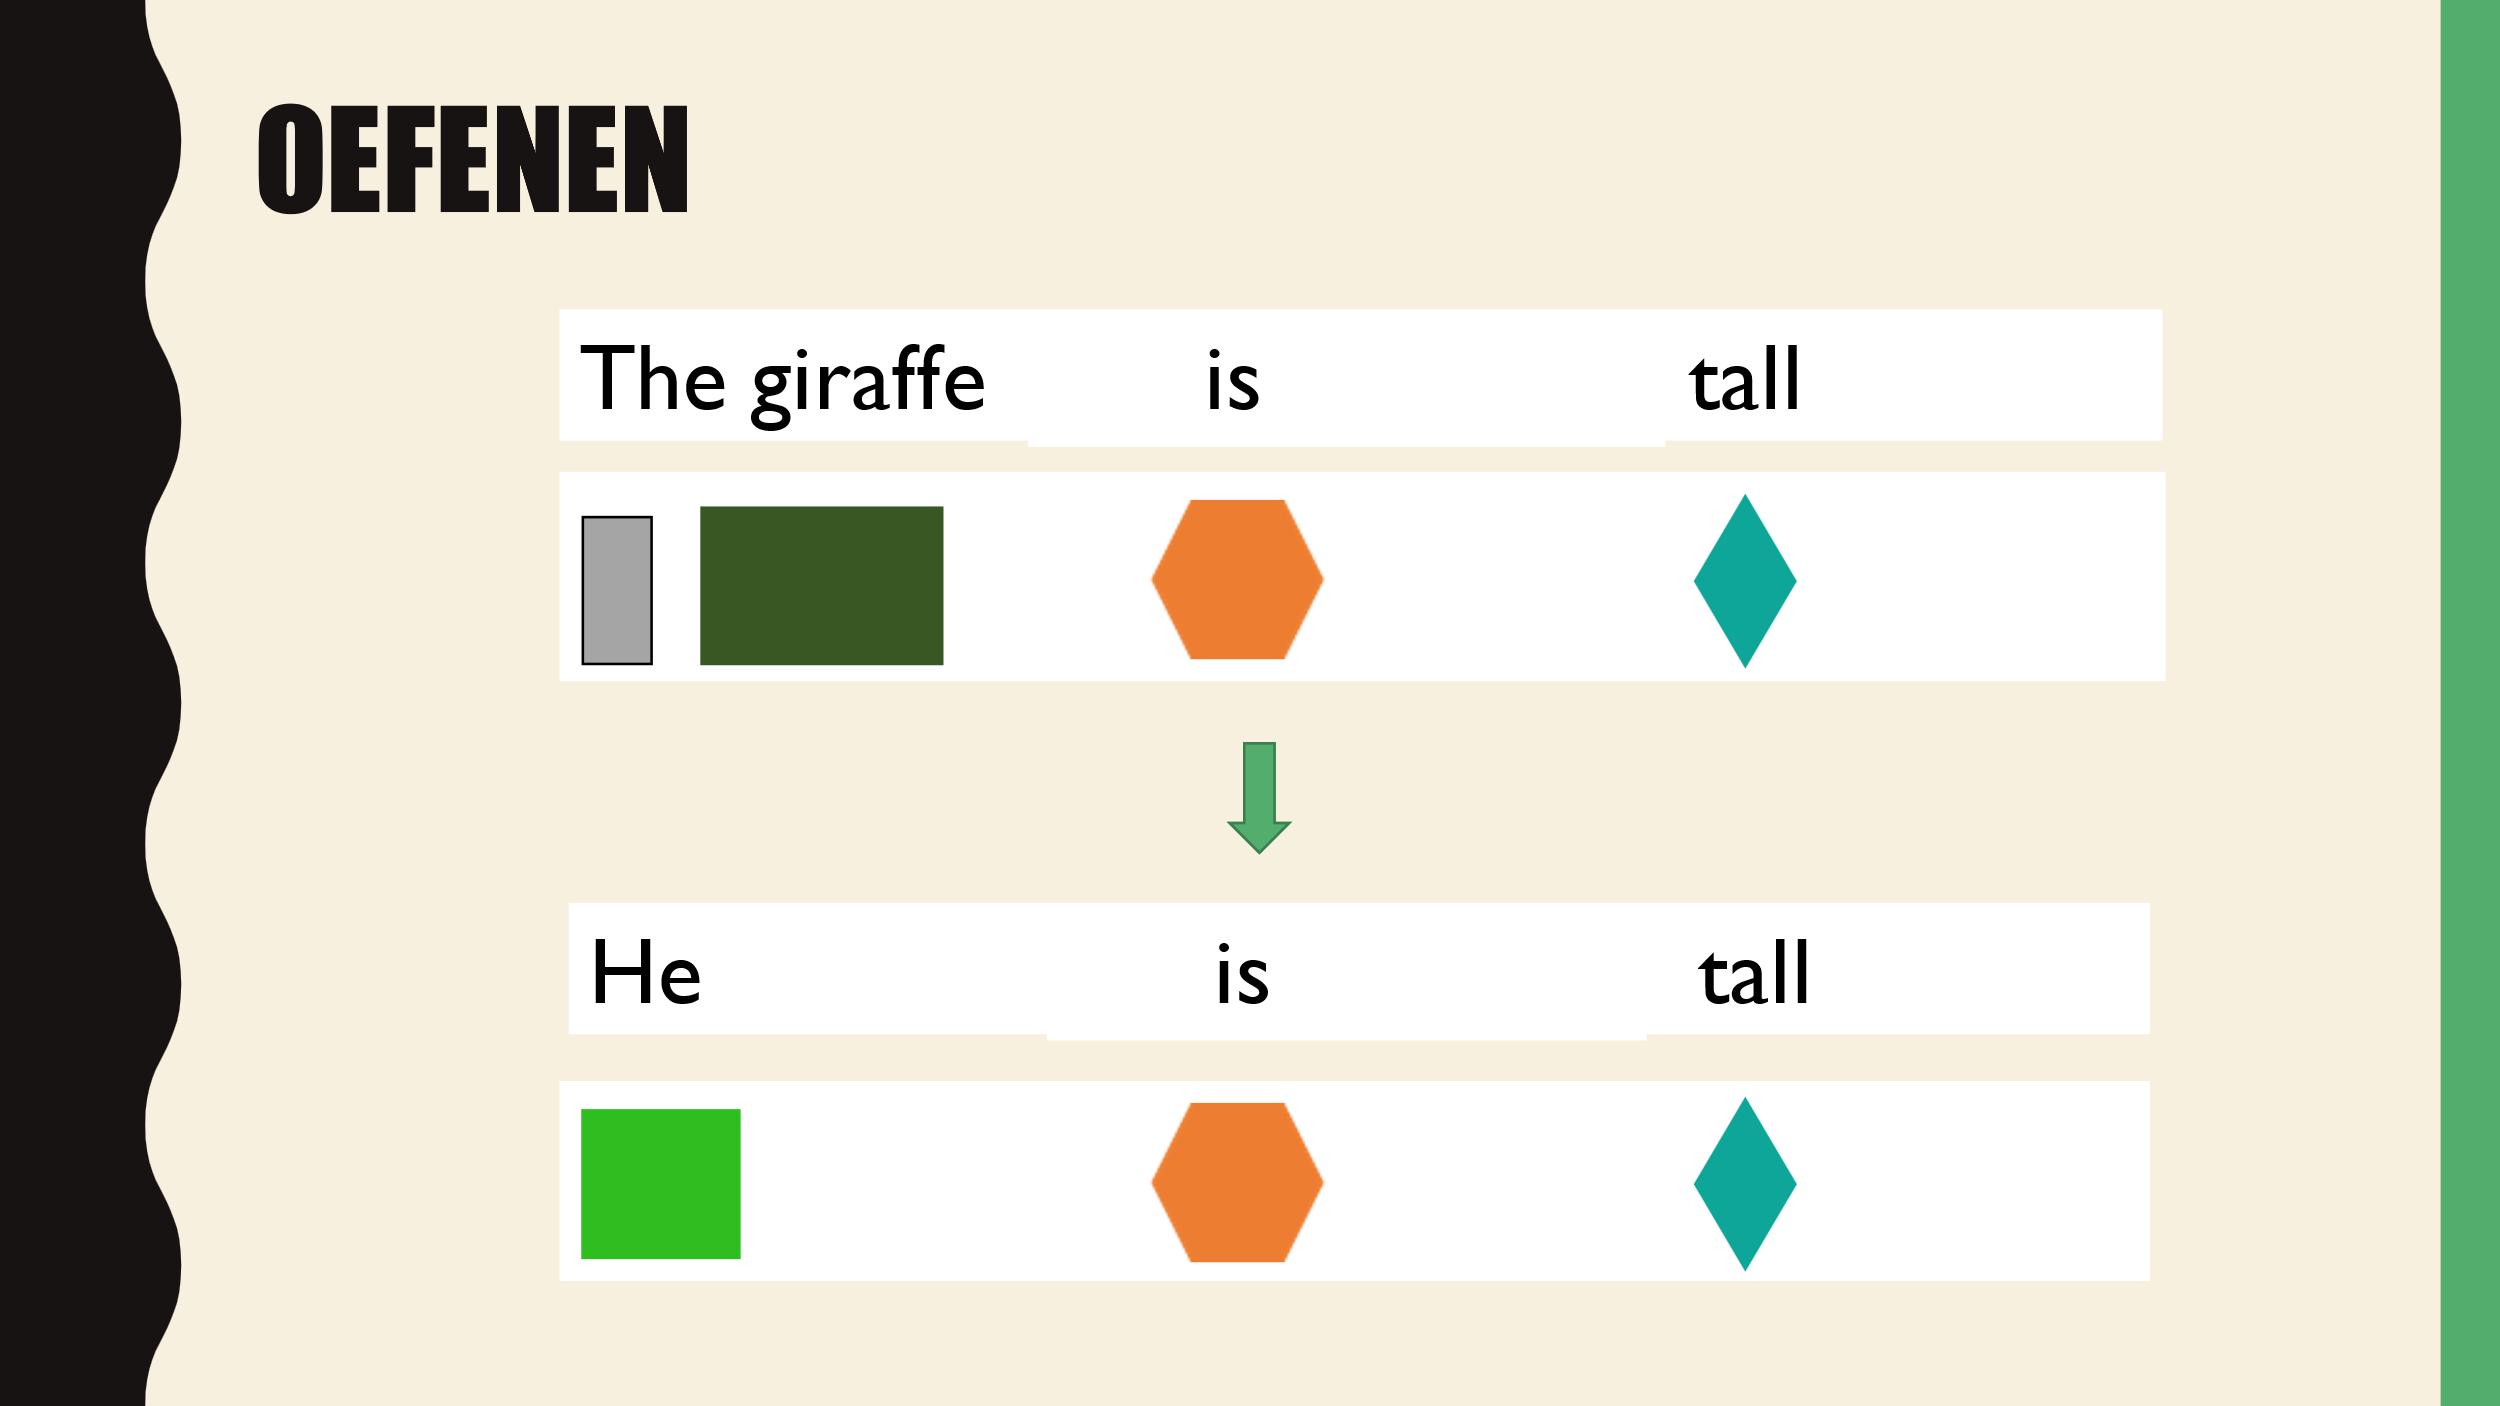 OEFENEN
The giraffe is tall
He is tall